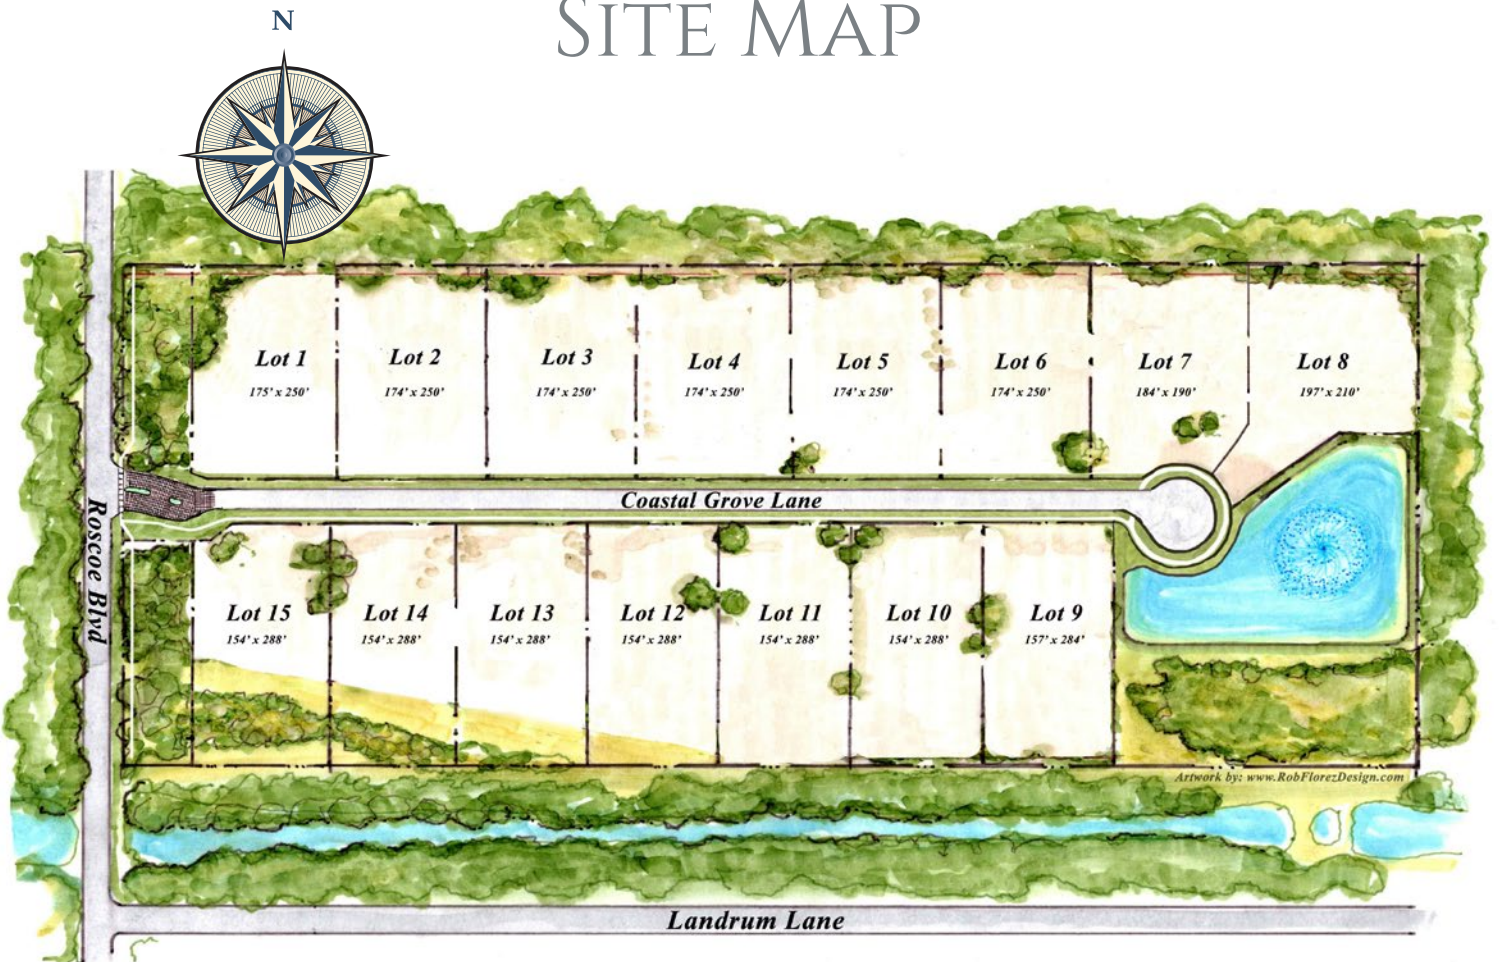 N
SITE MAP
Lot 1
175' x 250'
Lot 2
174' x 250'
Lot 3
174' x 250'
Lot 4
174' x 250'
Lot 5
174' x 250'
Lot 6
174' x 250'
Lot 7
184' x 190'
Lot 8
197' x 210'
Coastal Grove Lane
Roscoe Blvd
Lot 15
154' x 288'
Lot 14
154' x 288'
Lot 13
154' x 288'
Lot 12
154' x 288'
Lot 11
154' x 288'
Lot 10
154' x 288'
Lot 9
157' x 284'
Artwork by: www.RobFlorezDesign.com
Landrum Lane